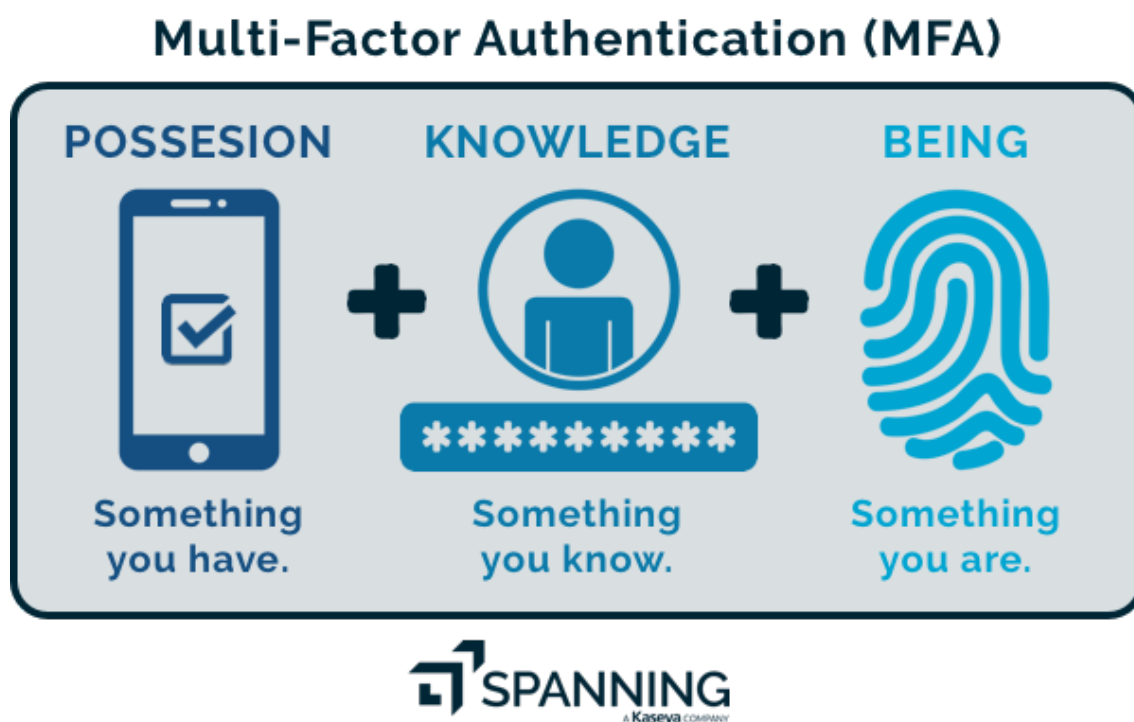 Multi-Factor Authentication (MFA)
POSSESION
KNOWLEDGE
BEING
*********
Something
you have.
Something
you know.
Something
you are.
SPANNING
A Kaseya COMPANY